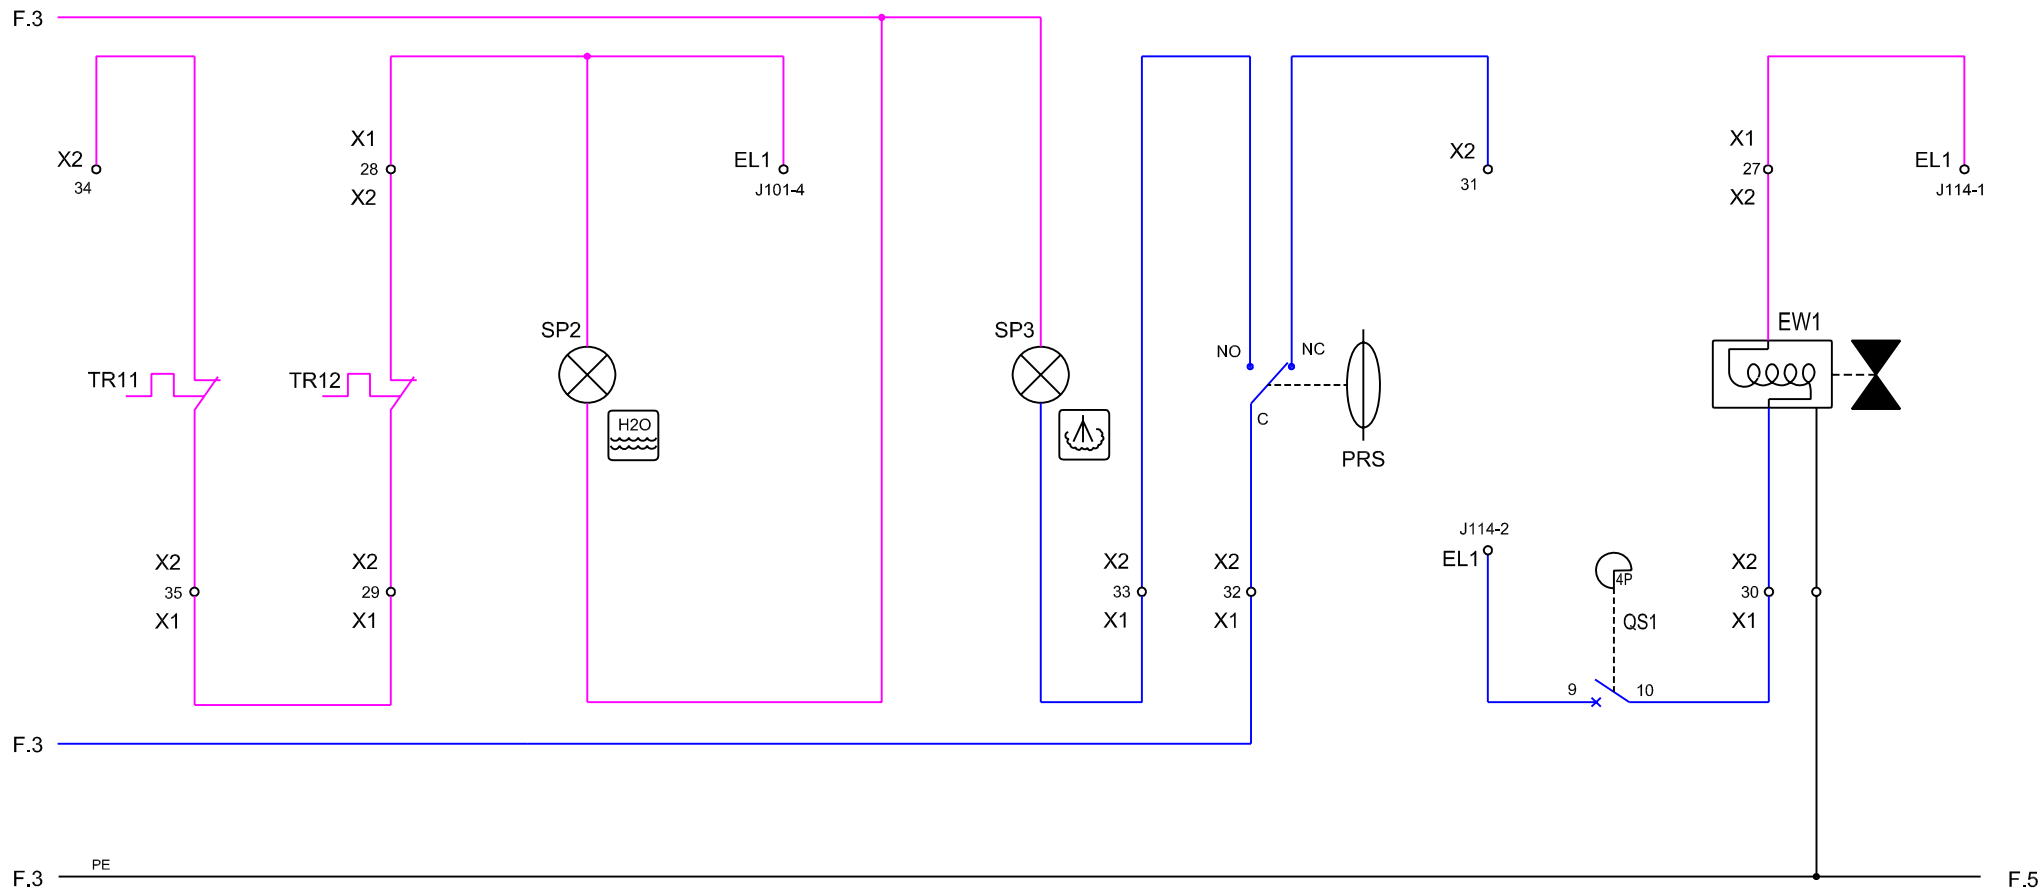 F.3
X1
X1
X2
28
EL1
X2
27
EL1
X2
34
X2
J101-4
31
X2
J114-1
EW1
SP2
SP3
NO
NC
TR11
TR12
C
H2O
PRS
J114-2
X2
X2
X2
X2
EL1
X2
4P
35
29
33
32
30
X1
X1
X1
X1
QS1
X1
9
10
F.3
PE
F.3
F.5